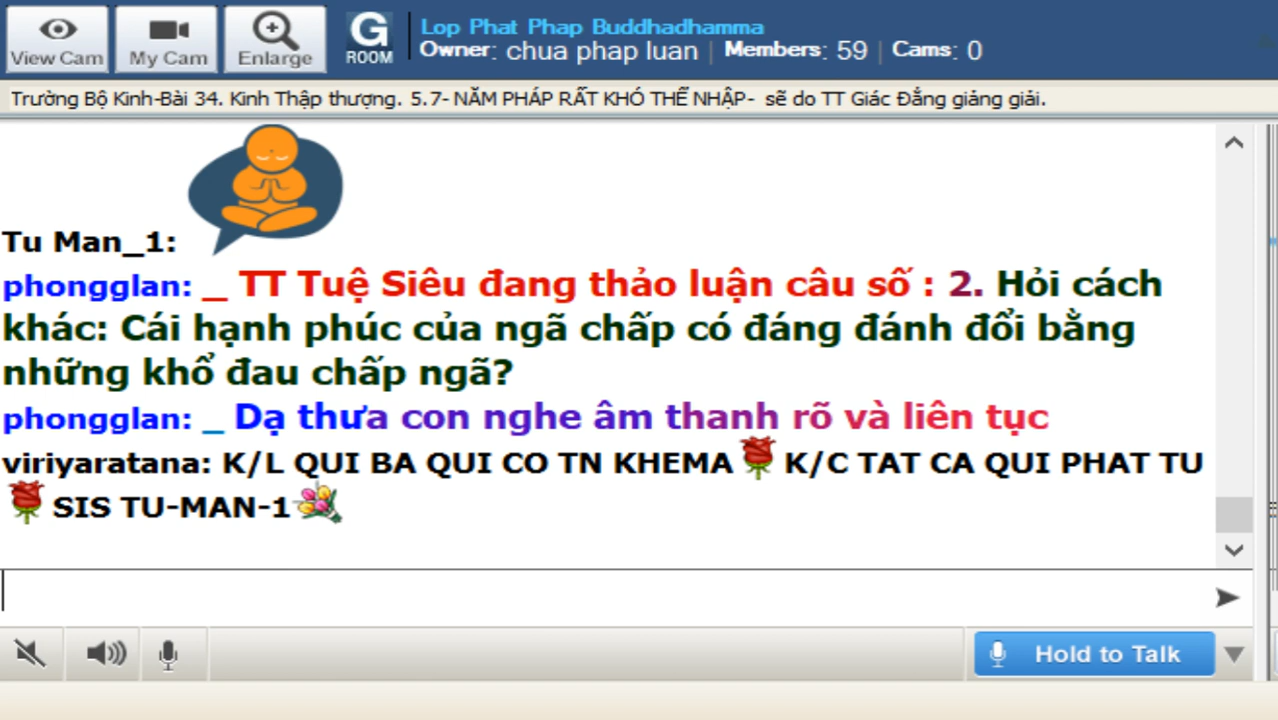 View Cam
My Cam
Enlarge
G ROOM
Lop Phat Phap Buddhadhamma
Owner: chua phap luan | Members: 59 | Cams: 0
Trường Bộ Kinh-Bài 34. Kinh Thập thượng. 5.7- NĂM PHÁP RẤT KHÓ THỂ NHẬP- sẽ do TT Giác Đẳng giảng giải.
Tu Man_1:
phongglan: _ TT Tuệ Siêu đang thảo luận câu số : 2. Hỏi cách
khác: Cái hạnh phúc của ngã chấp có đáng đánh đổi bằng
những khổ đau chấp ngã?
phongglan: _ Dạ thưa con nghe âm thanh rõ và liên tục
viriyaratana: K/L QUI BA QUI CO TN KHEMA K/C TAT CA QUI PHAT TU
SIS TU-MAN-1
Hold to Talk